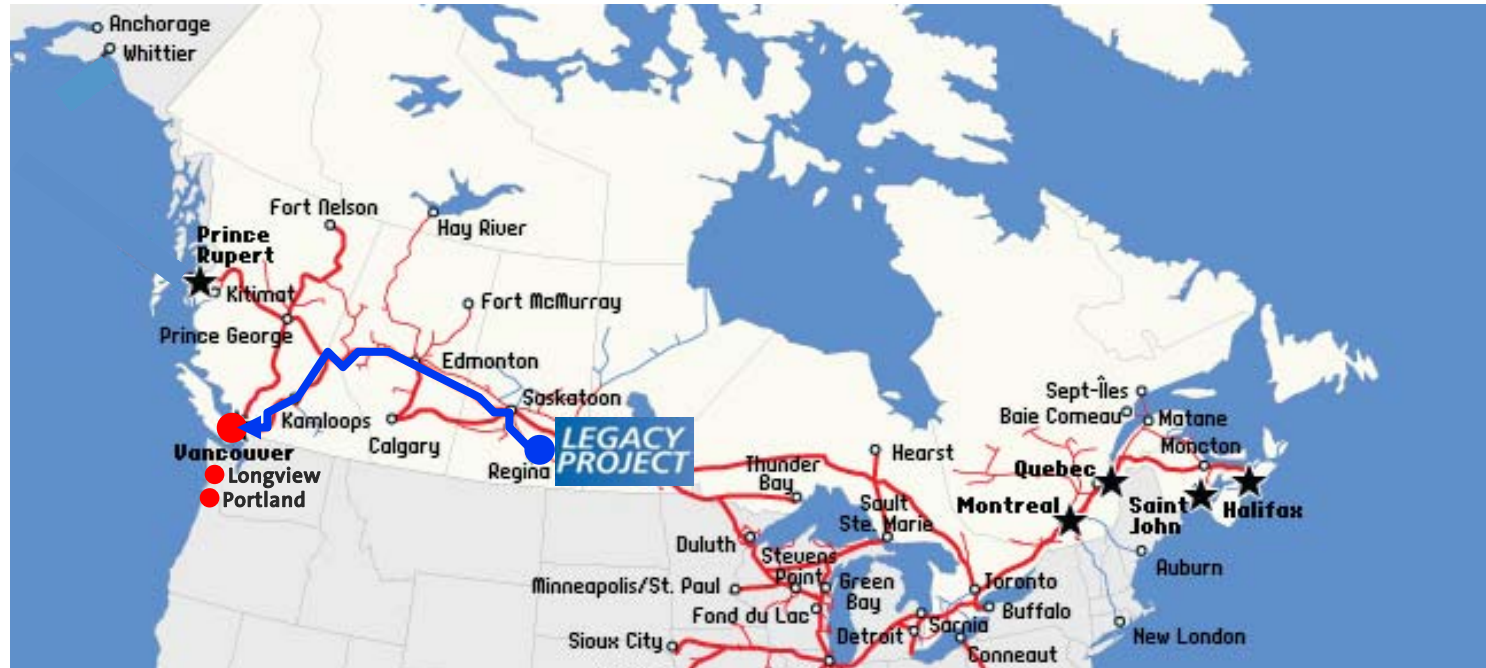 Anchorage
Whittier
Fort Nelson
Hay River
Prince
Rupert
Kitimat
Fort McMurray
Prince George
Edmonton
Saskatoon
Kamloops
Calgary
Vancouver
Regina
LEGACY
PROJECT
Longview
Portland
Sept-Îles
Baie Comeau
Matane
Moncton
Hearst
Thunder
Bay
Quebec
Sault
Ste. Marie
Montreal
Saint
John
Halifax
Duluth
Stevens
Point
Auburn
Minneapolis/St. Paul
Green
Bay
Toronto
Buffalo
Fond du Lac
Sarnia
Detroit
New London
Sioux City
Conneaut